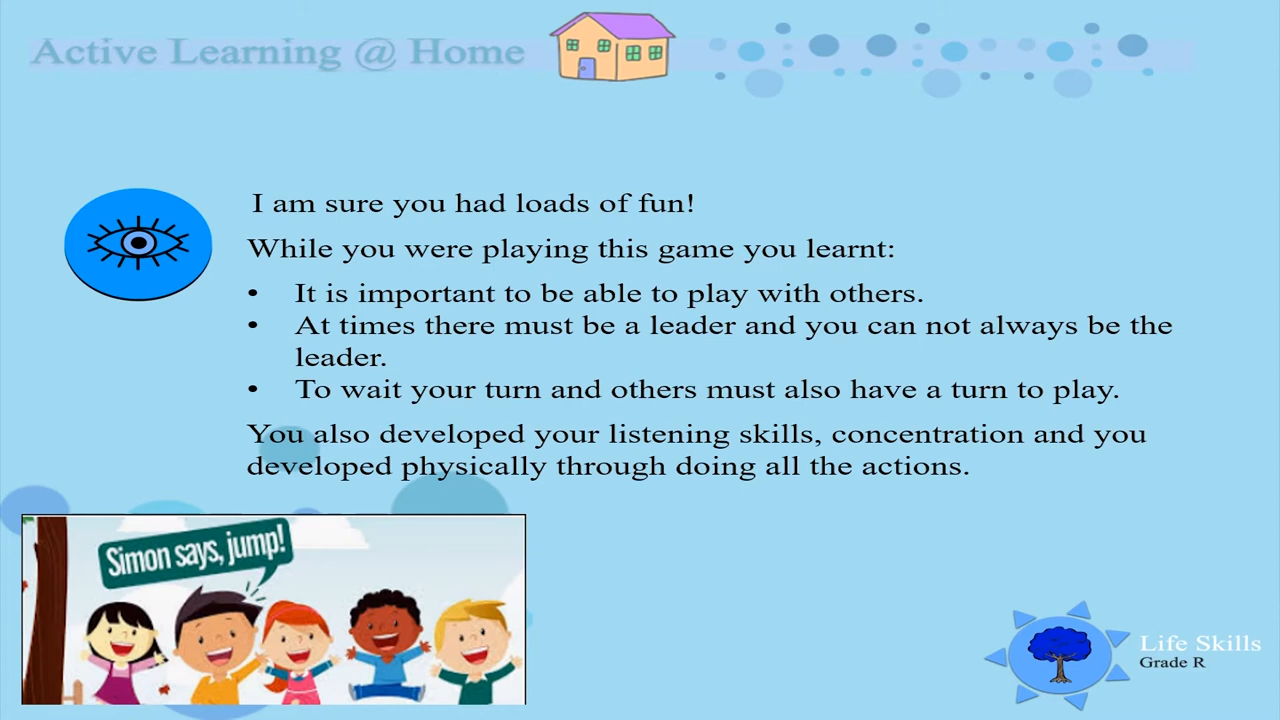 Active Learning @ Home
I am sure you had loads of fun!
While you were playing this game you learnt:
• It is important to be able to play with others.
• At times there must be a leader and you can not always be the
leader.
• To wait your turn and others must also have a turn to play.
You also developed your listening skills, concentration and you
developed physically through doing all the actions.
Simon says, jump!
Life Skills
Grade R